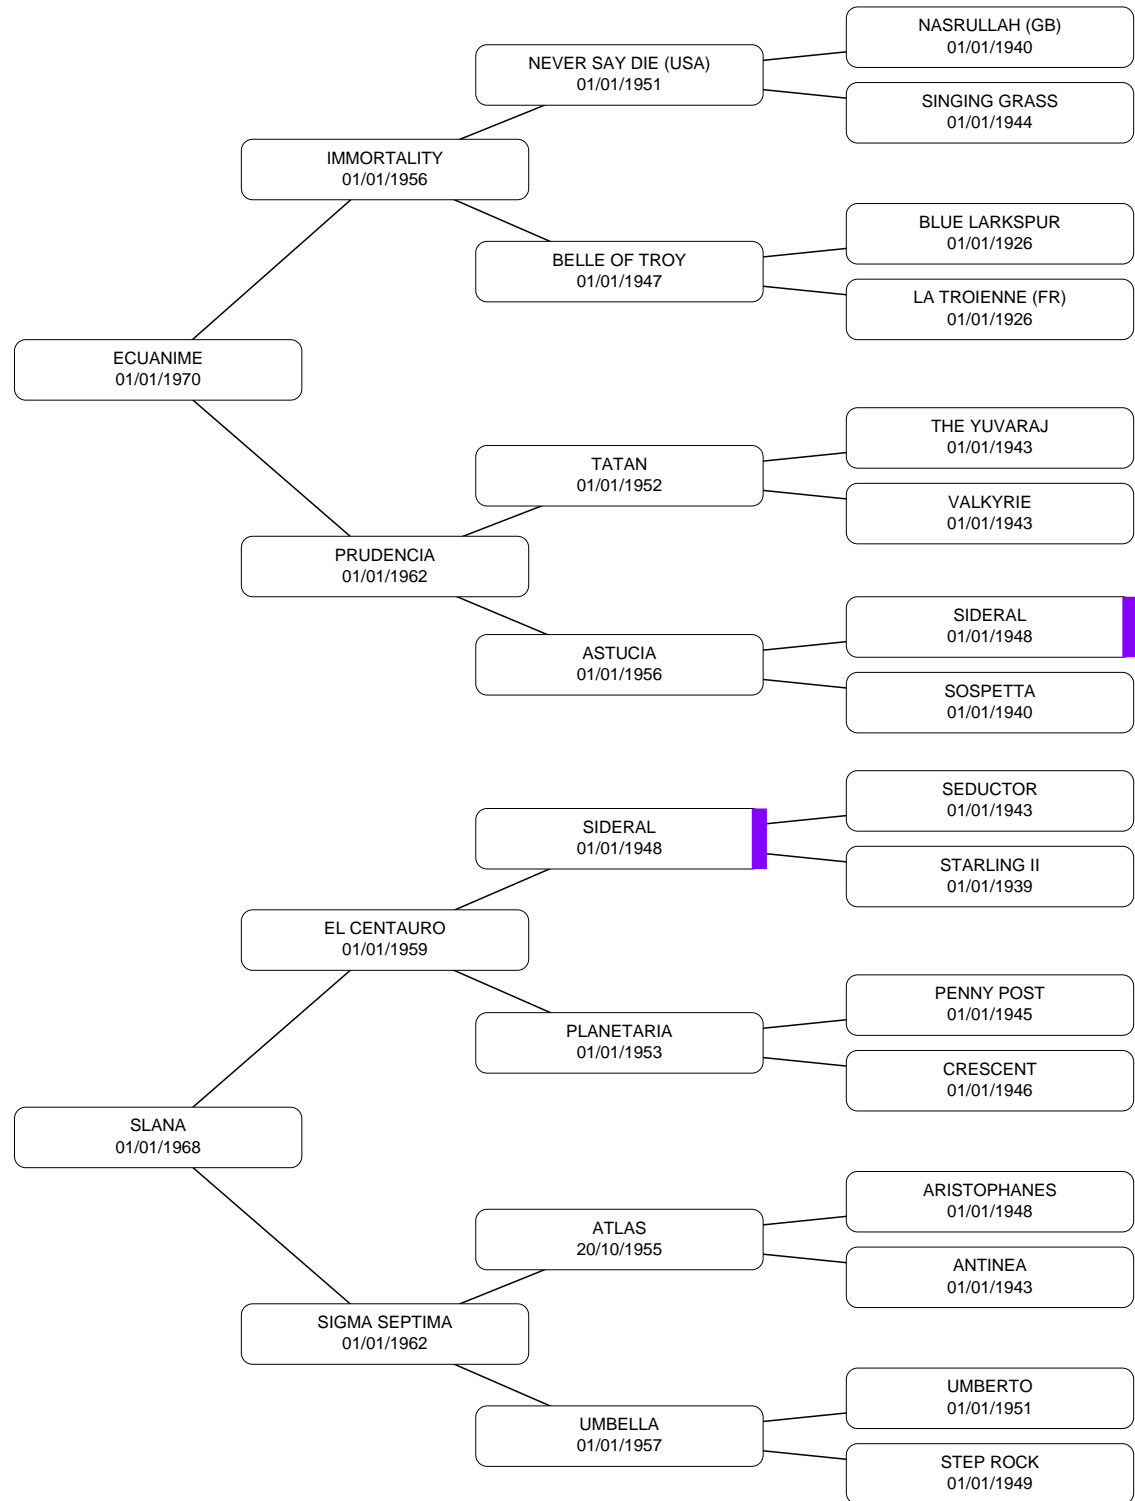 NASRULLAH (GB)
01/01/1940
NEVER SAY DIE (USA)
01/01/1951
SINGING GRASS
01/01/1944
IMMORTALITY
01/01/1956
BLUE LARKSPUR
01/01/1926
BELLE OF TROY
01/01/1947
LA TROIENNE (FR)
01/01/1926
ECUANIME
01/01/1970
THE YUVARAJ
01/01/1943
TATAN
01/01/1952
VALKYRIE
01/01/1943
PRUDENCIA
01/01/1962
SIDERAL
01/01/1948
ASTUCIA
01/01/1956
SOSPETTA
01/01/1940
SEDUCTOR
01/01/1943
SIDERAL
01/01/1948
STARLING II
01/01/1939
EL CENTAURO
01/01/1959
PENNY POST
01/01/1945
PLANETARIA
01/01/1953
CRESCENT
01/01/1946
SLANA
01/01/1968
ARISTOPHANES
01/01/1948
ATLAS
20/10/1955
ANTINEA
01/01/1943
SIGMA SEPTIMA
01/01/1962
UMBERTO
01/01/1951
UMBELLA
01/01/1957
STEP ROCK
01/01/1949